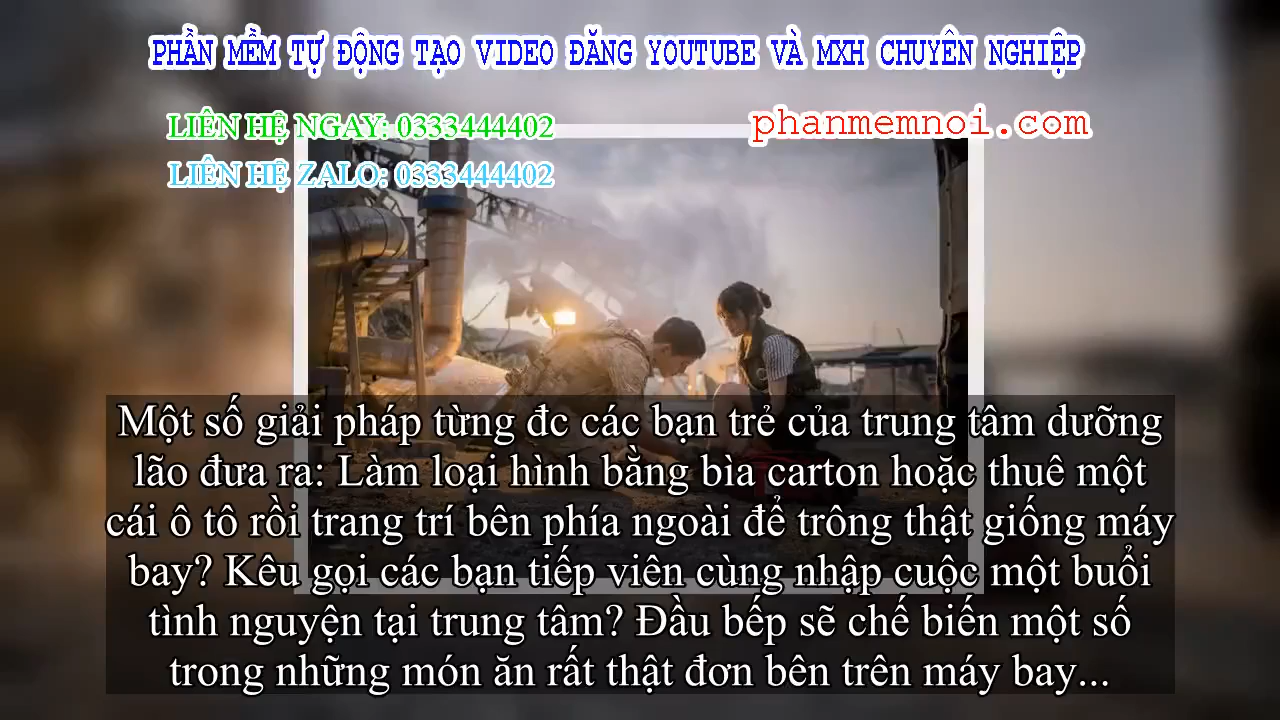 PHẦN MỀM TỰ ĐỘNG TẠO VIDEO ĐĂNG YOUTUBE VÀ MXH CHUYÊN NGHIỆP
LIÊN HỆ NGAY: 0333444402
phanmemnoi.com
LIÊN HỆ ZALO: 0333444402
Một số giải pháp từng đc các bạn trẻ của trung tâm dưỡng
lão đưa ra: Làm loại hình bằng bìa carton hoặc thuê một
cái ô tô rồi trang trí bên phía ngoài để trông thật giống máy
bay? Kêu gọi các bạn tiếp viên cùng nhập cuộc một buổi
tình nguyện tại trung tâm? Đầu bếp sẽ chế biến một số
trong những món ăn rất thật đơn bên trên máy bay...